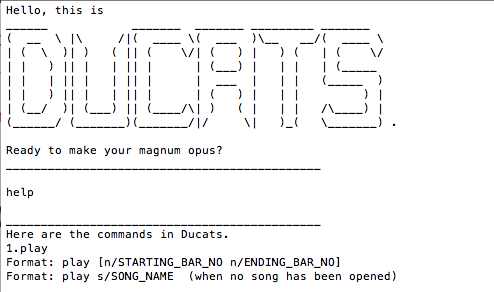 Hello, this is
DUCATS .
Ready to make your magnum opus?
____________________________________________
help
____________________________________________
Here are the commands in Ducats.
1.play
Format: play [n/STARTING_BAR_NO n/ENDING_BAR_NO]
Format: play s/SONG_NAME  (when no song has been opened)